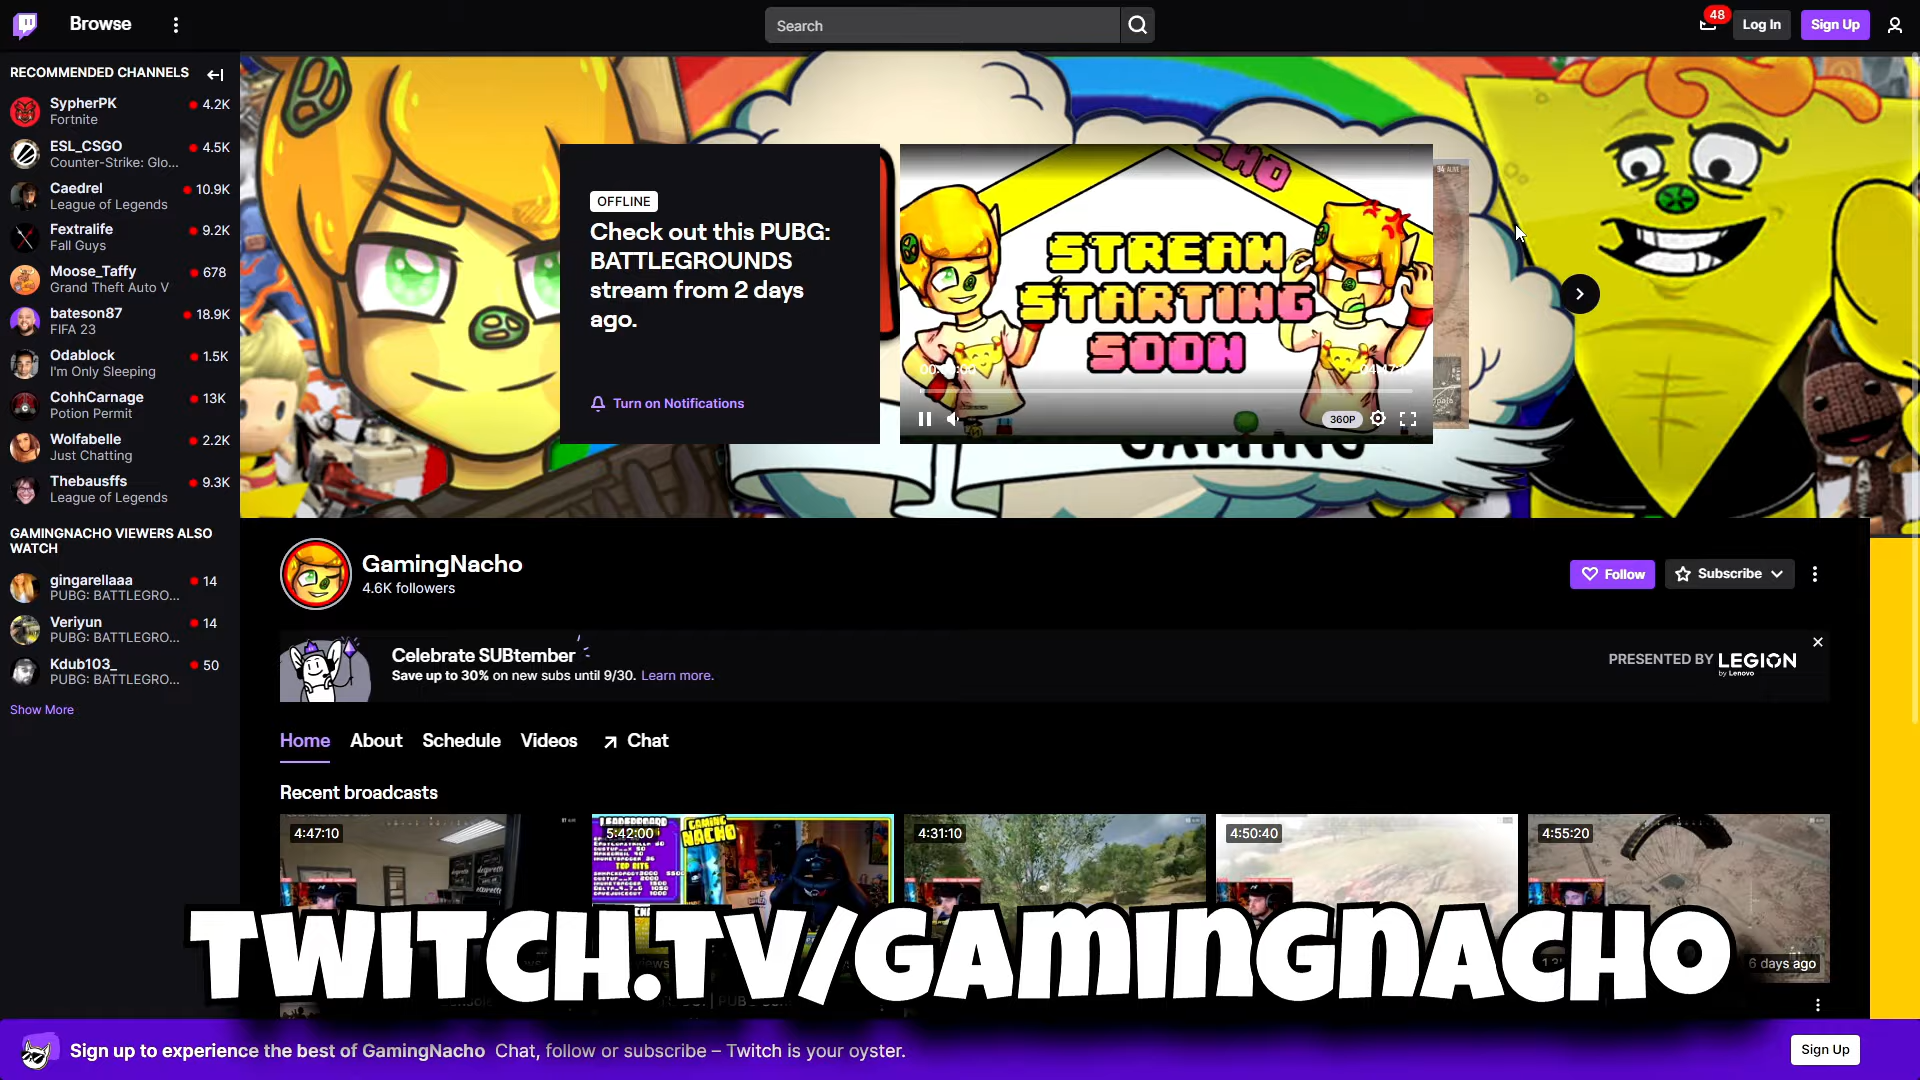 Browse
Search
48
Log In
Sign Up
RECOMMENDED CHANNELS
SypherPK
4.2K
Fortnite
ESL_CSGO
4.5K
Counter-Strike: Glo...
Caedrel
10.9K
League of Legends
Fextralife
9.2K
Fall Guys
Moose_Taffy
678
Grand Theft Auto V
bateson87
18.9K
FIFA 23
Odablock
1.5K
I'm Only Sleeping
CohhCarnage
13K
Potion Permit
Wolfabelle
2.2K
Just Chatting
Thebausffs
9.3K
League of Legends
GAMINGNACHO VIEWERS ALSO
WATCH
gingarellaaa
14
PUBG: BATTLEGRO...
Veriyun
14
PUBG: BATTLEGRO...
Kdub103_
50
PUBG: BATTLEGRO...
Show More
OFFLINE
Check out this PUBG:
BATTLEGROUNDS
stream from 2 days
ago.
Turn on Notifications
STREAM
STARTING
SOON
360P
GAMING
GamingNacho
4.6K followers
Follow
Subscribe
Celebrate SUBtember
Save up to 30% on new subs until 9/30. Learn more.
PRESENTED BY LEGION
by Lenovo
Home
About
Schedule
Videos
Chat
Recent broadcasts
4:47:10
5:42:00
GAMING
NACHO
TOP BITS
4:31:10
4:50:40
4:55:20
6 days ago
TWITCH.TV/GAMINGNACHO
Sign up to experience the best of GamingNacho
Chat, follow or subscribe – Twitch is your oyster.
Sign Up